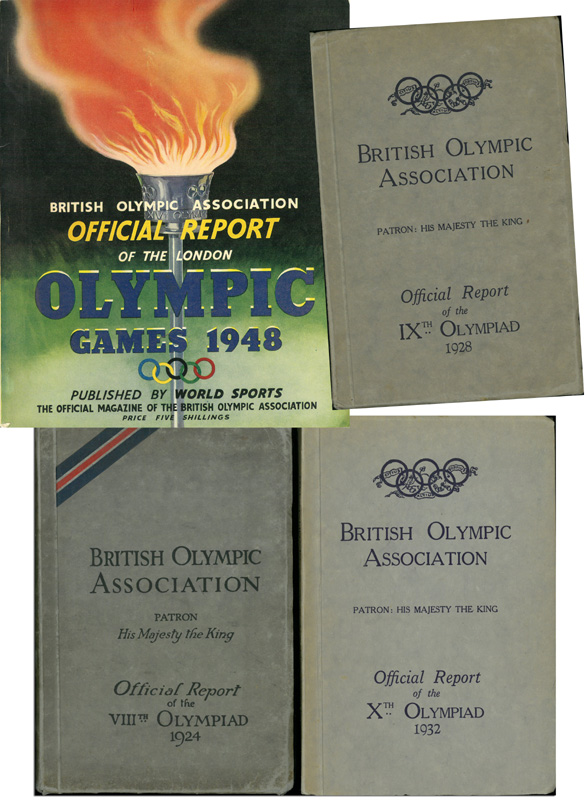 BRITISH OLYMPIC ASSOCIATION
OFFICIAL REPORT
OF THE LONDON
OLYMPIC
GAMES 1948
PUBLISHED BY WORLD SPORTS
THE OFFICIAL MAGAZINE OF THE BRITISH OLYMPIC ASSOCIATION
PRICE FIVE SHILLINGS
BRITISH OLYMPIC
ASSOCIATION
PATRON: HIS MAJESTY THE KING
Official Report
of the
IXTH OLYMPIAD
1928
BRITISH OLYMPIC
ASSOCIATION
PATRON
His Majesty the King
Official Report
of the
VIIITH OLYMPIAD
1924
BRITISH OLYMPIC
ASSOCIATION
PATRON: HIS MAJESTY THE KING
Official Report
of the
XTH OLYMPIAD
1932